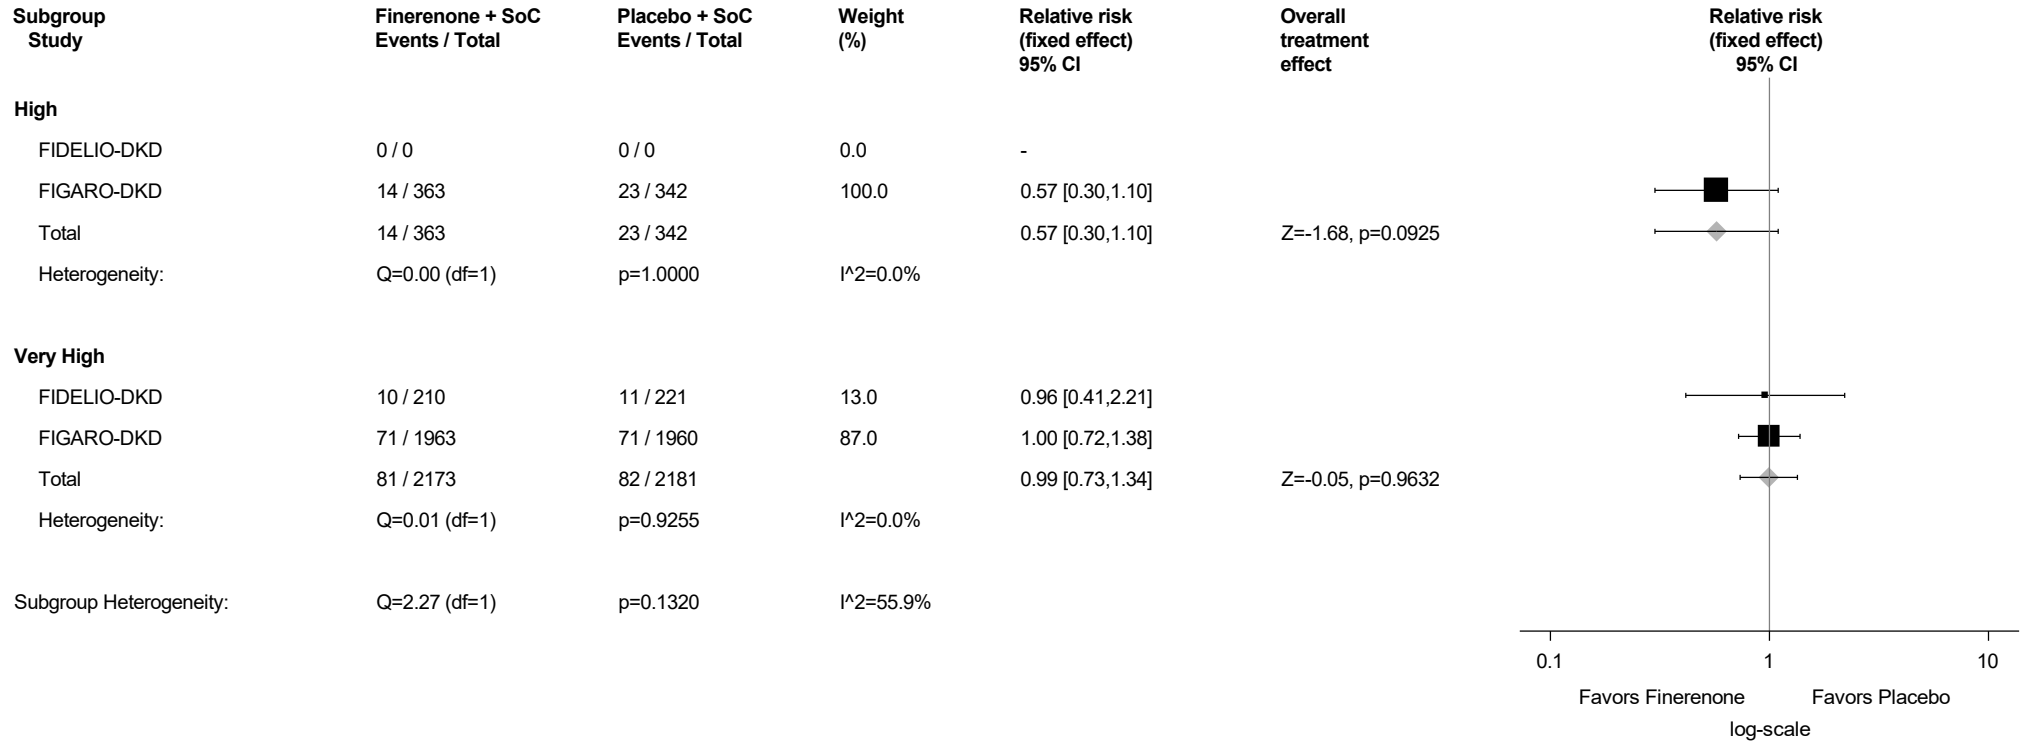 Subgroup Finerenone + SoC Placebo + SoC Weight Relative risk Overall Relative risk
Study Events / Total Events / Total (%) (fixed effect) treatment (fixed effect)
95% CI effect 95% CI
High
FIDELIO-DKD 0 / 0 0 / 0 0.0 -
FIGARO-DKD 14 / 363 23 / 342 100.0 0.57 [0.30,1.10]
Total 14 / 363 23 / 342 0.57 [0.30,1.10] Z=-1.68, p=0.0925
Heterogeneity: Q=0.00 (df=1) p=1.0000 I^2=0.0%
Very High
FIDELIO-DKD 10 / 210 11 / 221 13.0 0.96 [0.41,2.21]
FIGARO-DKD 71 / 1963 71 / 1960 87.0 1.00 [0.72,1.38]
Total 81 / 2173 82 / 2181 0.99 [0.73,1.34] Z=-0.05, p=0.9632
Heterogeneity: Q=0.01 (df=1) p=0.9255 I^2=0.0%
Subgroup Heterogeneity: Q=2.27 (df=1) p=0.1320 I^2=55.9%
0.1 1 10
Favors Finerenone Favors Placebo
log-scale